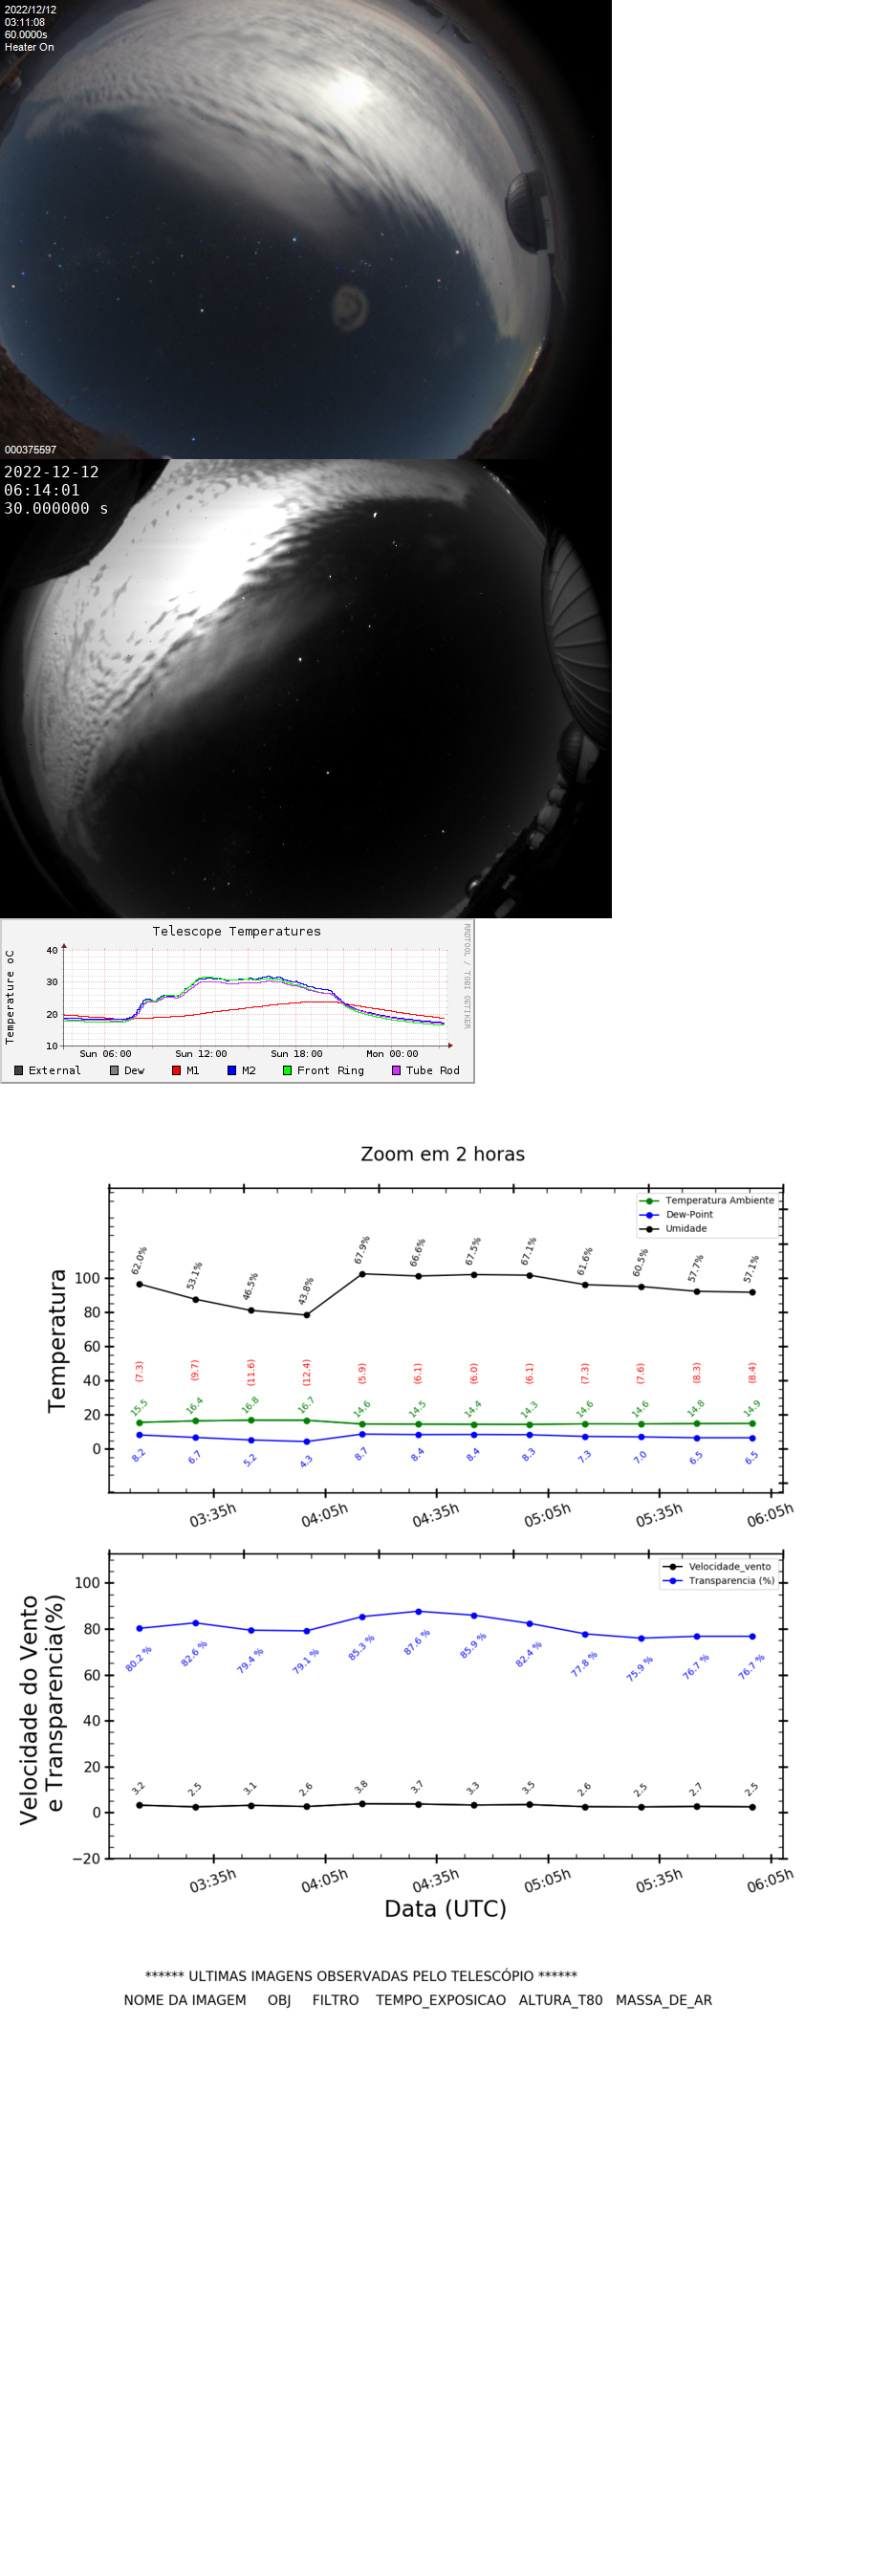 2022/12/12
03:11:08
60.0000s
Heater On
000375597
2022-12-12
06:14:01
30.000000 s
Telescope Temperatures
RRDTOOL / TOBI OETIKER
Temperature oC
40
30
20
10
Sun 06:00 Sun 12:00 Sun 18:00 Mon 00:00
External Dew M1 M2 Front Ring Tube Rod
Zoom em 2 horas
Temperatura Ambiente
Dew-Point
Umidade
Temperatura
100
80
60
40
20
0
62.0% 53.1% 46.5% 43.8% 67.9% 66.6% 67.5% 67.1% 61.6% 60.5% 57.7% 57.1%
(7.3) (9.7) (11.6) (12.4) (5.9) (6.1) (6.0) (6.1) (7.3) (7.6) (8.3) (8.4)
15.5 16.4 16.8 16.7 14.6 14.5 14.4 14.3 14.6 14.6 14.8 14.9
8.2 6.7 5.2 4.3 8.7 8.4 8.4 8.3 7.3 7.0 6.5 6.5
03:35h 04:05h 04:35h 05:05h 05:35h 06:05h
Velocidade_vento
Transparencia (%)
Velocidade do Vento
e Transparencia(%)
100
80
60
40
20
0
−20
80.2 % 82.6 % 79.4 % 79.1 % 85.3 % 87.6 % 85.9 % 82.4 % 77.8 % 75.9 % 76.7 % 76.7 %
3.2 2.5 3.1 2.6 3.8 3.7 3.3 3.5 2.6 2.5 2.7 2.5
03:35h 04:05h 04:35h 05:05h 05:35h 06:05h
Data (UTC)
****** ULTIMAS IMAGENS OBSERVADAS PELO TELESCÓPIO ******
NOME DA IMAGEM OBJ FILTRO TEMPO_EXPOSICAO ALTURA_T80 MASSA_DE_AR